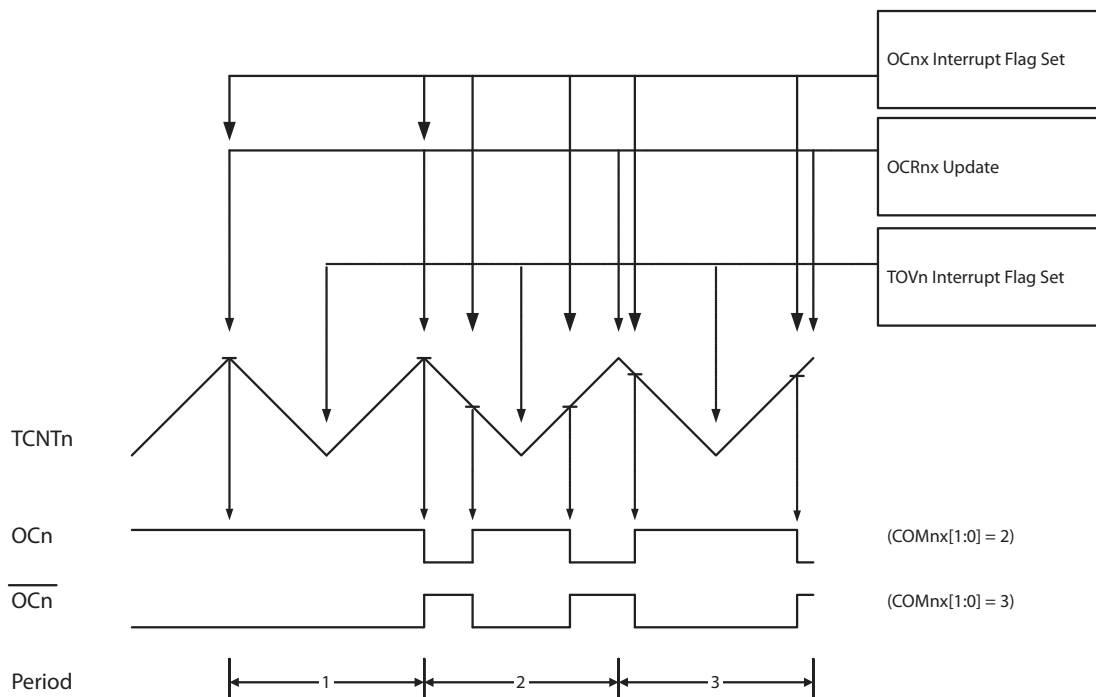 OCnx Interrupt Flag Set
OCRnx Update
TOVn Interrupt Flag Set
TCNTn
OCn
(COMnx[1:0] = 2)
OCn
(COMnx[1:0] = 3)
Period
1
2
3